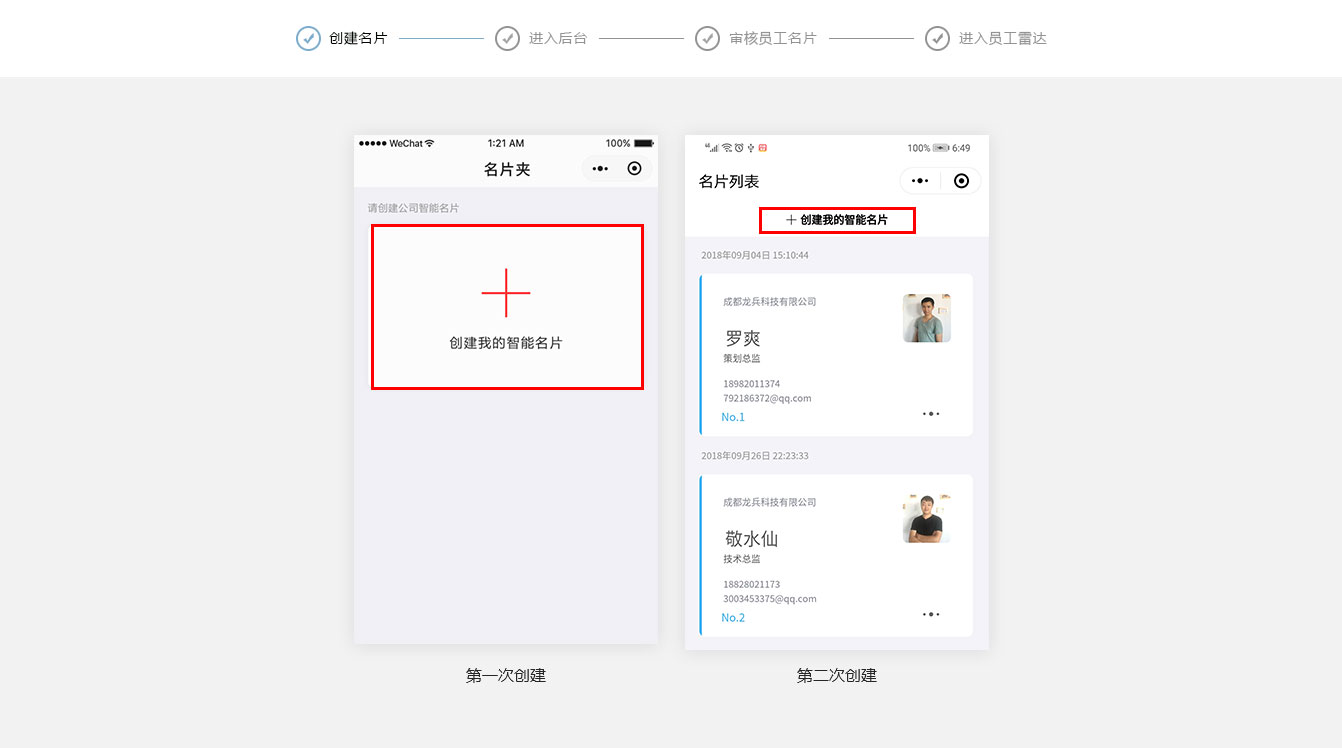 创建名片
进入后台
审核员工名片
进入员工雷达
WeChat
1:21 AM
100%
名片夹
请创建公司智能名片
创建我的智能名片
第一次创建
100% 6:49
名片列表
创建我的智能名片
2018年09月04日 15:10:44
成都龙兵科技有限公司
罗爽
策划总监
18982011374
792186372@qq.com
No.1
2018年09月26日 22:23:33
成都龙兵科技有限公司
敬水仙
技术总监
18828021173
3003453375@qq.com
No.2
第二次创建